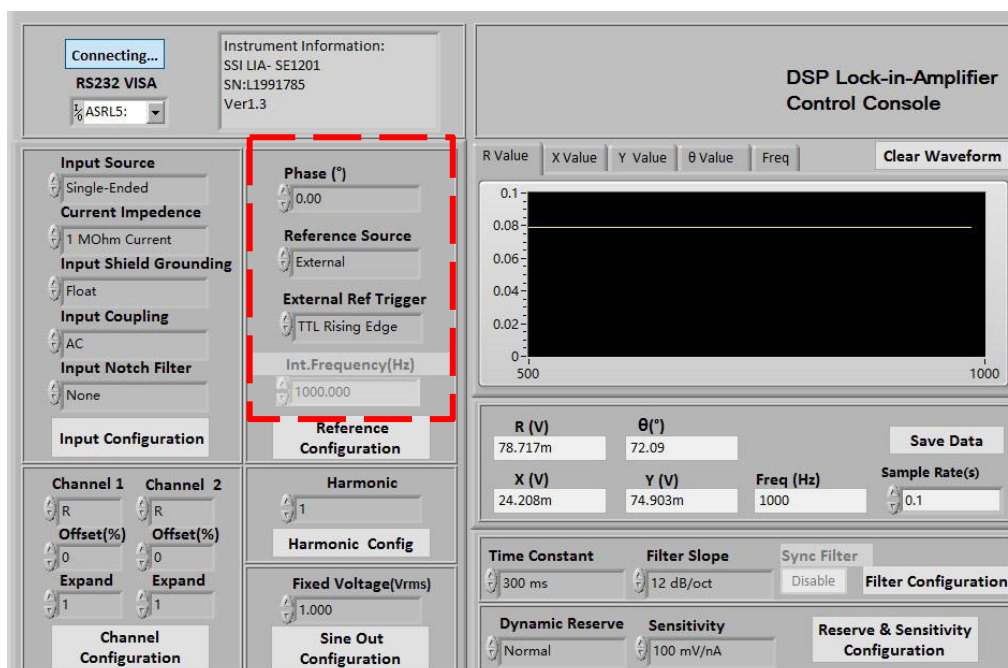 Connecting...
RS232 VISA
ASRL5:
Instrument Information:
SSI LIA- SE1201
SN:L1991785
Ver1.3
DSP Lock-in-Amplifier
Control Console
Input Source
Single-Ended
Current Impedence
1 MOhm Current
Input Shield Grounding
Float
Input Coupling
AC
Input Notch Filter
None
Input Configuration
Phase (°)
0.00
Reference Source
External
External Ref Trigger
TTL Rising Edge
Int.Frequency(Hz)
1000.000
Reference
Configuration
R Value X Value Y Value θ Value Freq
Clear Waveform
0.1
0.08
0.06
0.04
0.02
0
500 1000
R (V) θ(°)
78.717m 72.09
Save Data
X (V) Y (V) Freq (Hz) Sample Rate(s)
24.208m 74.903m 1000 0.1
Channel 1 Channel 2
R R
Offset(%) Offset(%)
0 0
Expand Expand
1 1
Channel
Configuration
Harmonic
1
Harmonic Config
Fixed Voltage(Vrms)
1.000
Sine Out
Configuration
Time Constant Filter Slope Sync Filter
300 ms 12 dB/oct Disable Filter Configuration
Dynamic Reserve Sensitivity
Normal 100 mV/nA
Reserve & Sensitivity
Configuration